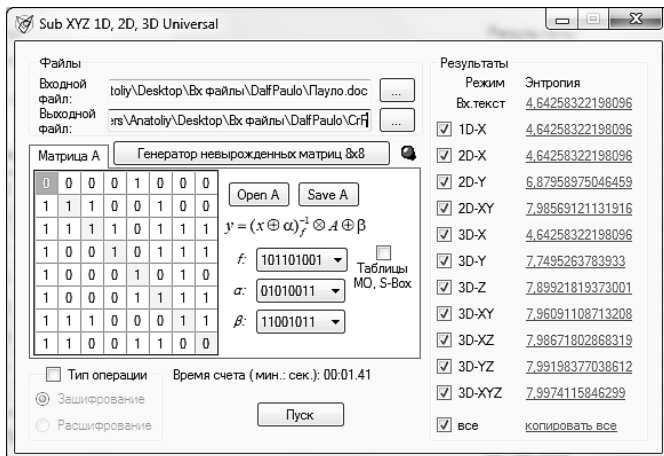 Sub XYZ 1D, 2D, 3D Universal
Файлы
Входной файл: toliy\Desktop\Вх файлы\DalfPaulo\Пауло.doc ...
Выходной файл: ers\Anatoliy\Desktop\Вх файлы\DalfPaulo\CrF ...
Матрица А Генератор невырожденных матриц 8x8
0 0 0 0 1 0 0 0
1 1 1 0 0 1 0 0
1 1 1 1 0 1 1 1
1 0 0 1 0 1 1 1
1 0 0 0 1 0 1 0
1 0 0 0 1 1 1 1
1 1 1 0 0 0 1 1
1 1 0 0 1 1 0 0
Open A Save A
y = (x ⊕ α)_f^{-1} ⊗ A ⊕ β
f: 101101001
α: 01010011
β: 11001011
Таблицы
МО, S-Box
Тип операции
Зашифрование
Расшифрование
Время счета (мин.: сек.): 00:01.41
Пуск
Результаты
Режим Энтропия
Вх.текст 4,64258322198096
1D-X 4,64258322198096
2D-X 4,64258322198096
2D-Y 6,87958975046459
2D-XY 7,98569121131916
3D-X 4,64258322198096
3D-Y 7,7495263783933
3D-Z 7,89921819373001
3D-XY 7,96091108713208
3D-XZ 7,98671802868319
3D-YZ 7,99198377038612
3D-XYZ 7,9974115846299
все копировать все